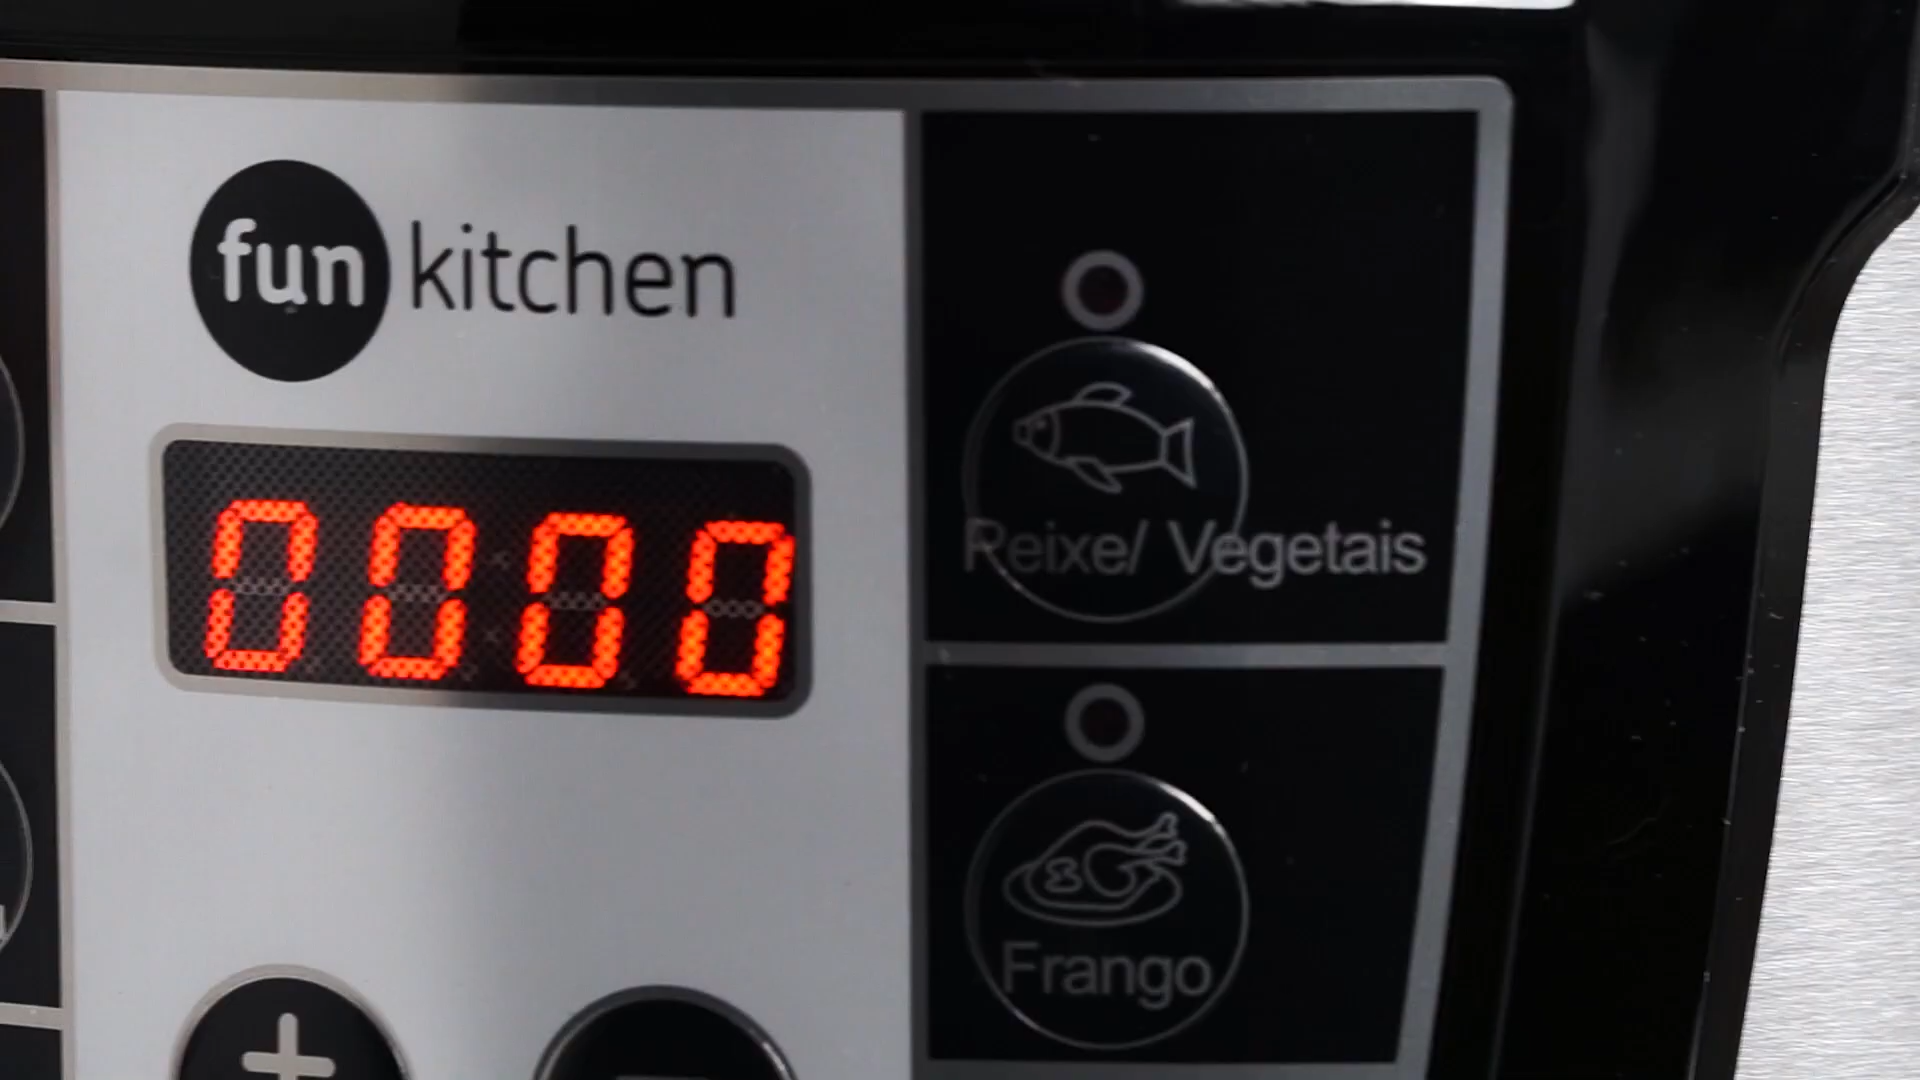 fun kitchen
0000
Peixe/ Vegetais
Frango
+